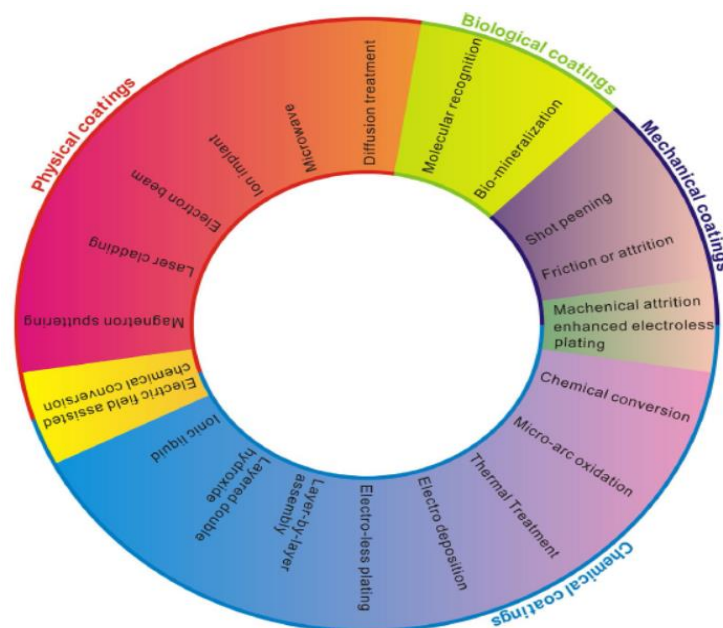 Biological coatings
Molecular recognition
Bio-mineralization
Mechanical coatings
Shot peening
Friction or attrition
Machenical attrition
enhanced electroless
plating
Chemical coatings
Chemical conversion
Micro-arc oxidation
Thermal Treatment
Electro deposition
Electro-less plating
Layer-by-layer
assembly
Layered double
hydroxide
Ionic liquid
Electric field assisted
chemical conversion
Physical coatings
Magnetron sputtering
Laser cladding
Electron beam
Ion implant
Microwave
Diffusion treatment